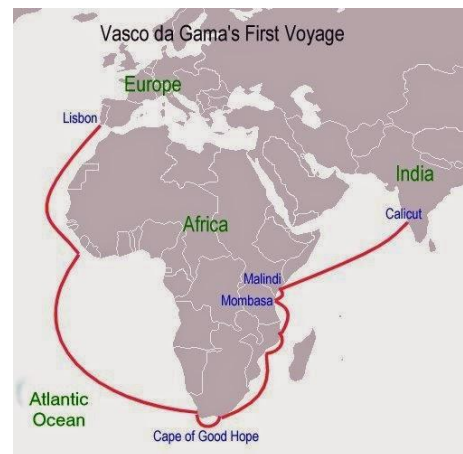 Vasco da Gama's First Voyage
Europe
Lisbon
India
Calicut
Africa
Malindi
Mombasa
Atlantic
Ocean
Cape of Good Hope